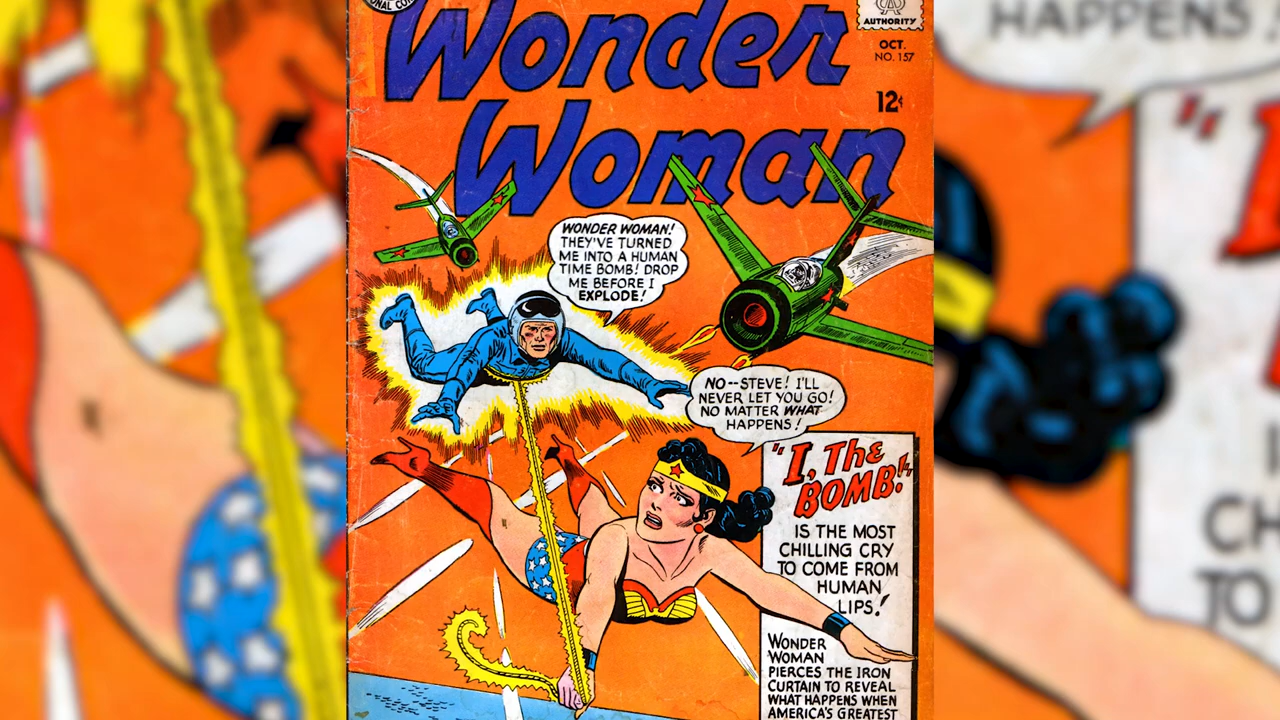 NAL CO
Wonder
Woman
AUTHORITY
OCT.
NO. 157
12¢
WONDER WOMAN!
THEY'VE TURNED
ME INTO A HUMAN
TIME BOMB! DROP
ME BEFORE I
EXPLODE!
NO--STEVE! I'LL
NEVER LET YOU GO!
NO MATTER WHAT
HAPPENS!
"I, THE
BOMB!"
IS THE MOST
CHILLING CRY
TO COME FROM
HUMAN
LIPS!
WONDER
WOMAN
PIERCES THE IRON
CURTAIN TO REVEAL
WHAT HAPPENS WHEN
AMERICA'S GREATEST
HAPPENS!
"I
I
CH
TO